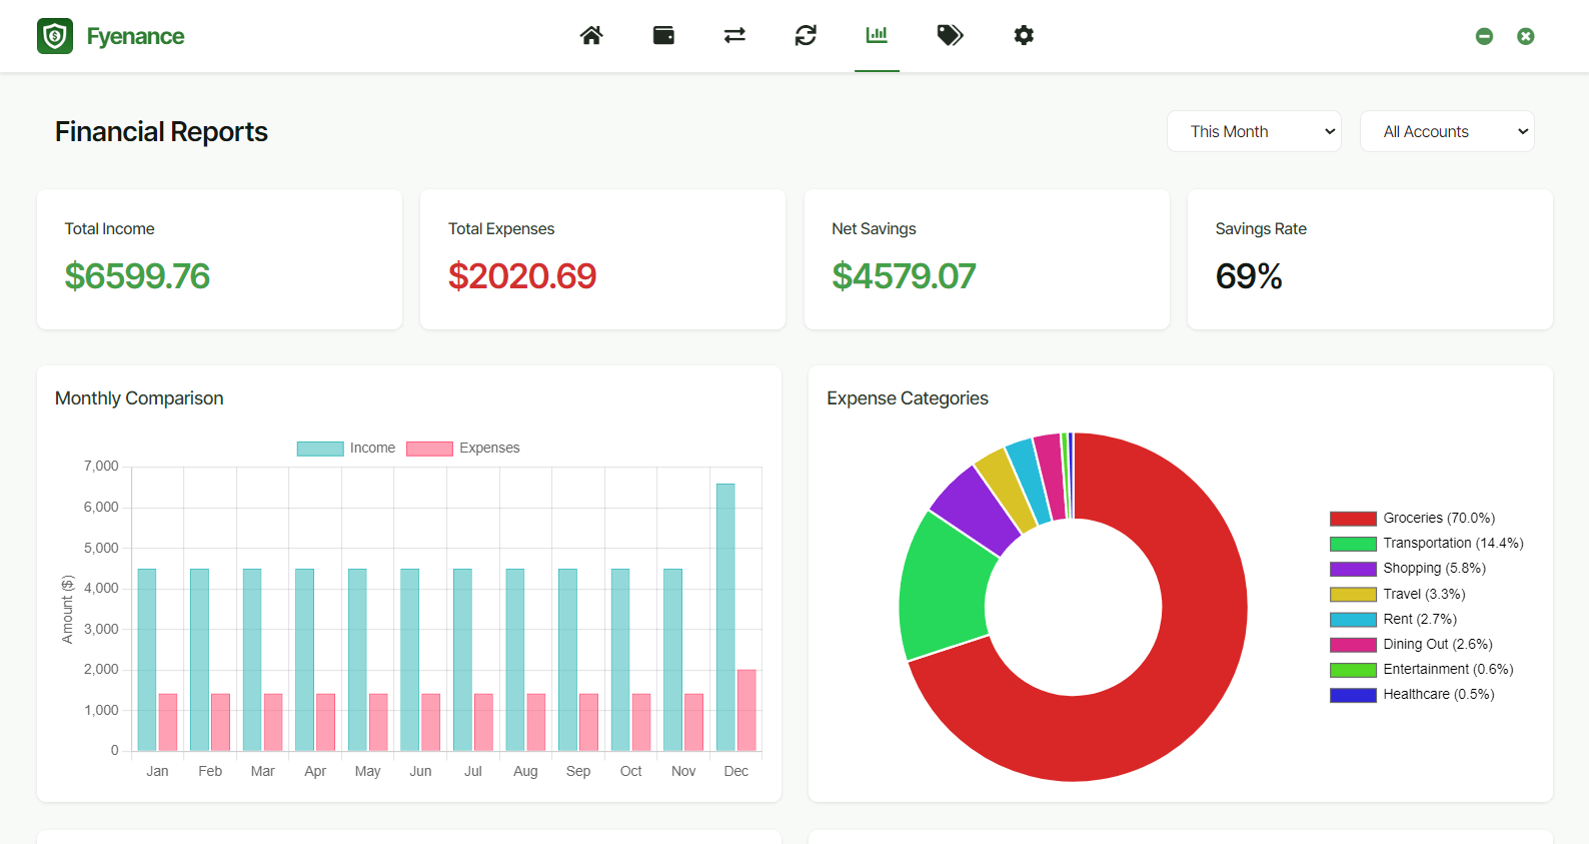 Fyenance
Financial Reports
This Month
All Accounts
Total Income
$6599.76
Total Expenses
$2020.69
Net Savings
$4579.07
Savings Rate
69%
Monthly Comparison
Income
Expenses
7,000
6,000
5,000
4,000
3,000
2,000
1,000
0
Amount ($)
Jan Feb Mar Apr May Jun Jul Aug Sep Oct Nov Dec
Expense Categories
Groceries (70.0%)
Transportation (14.4%)
Shopping (5.8%)
Travel (3.3%)
Rent (2.7%)
Dining Out (2.6%)
Entertainment (0.6%)
Healthcare (0.5%)